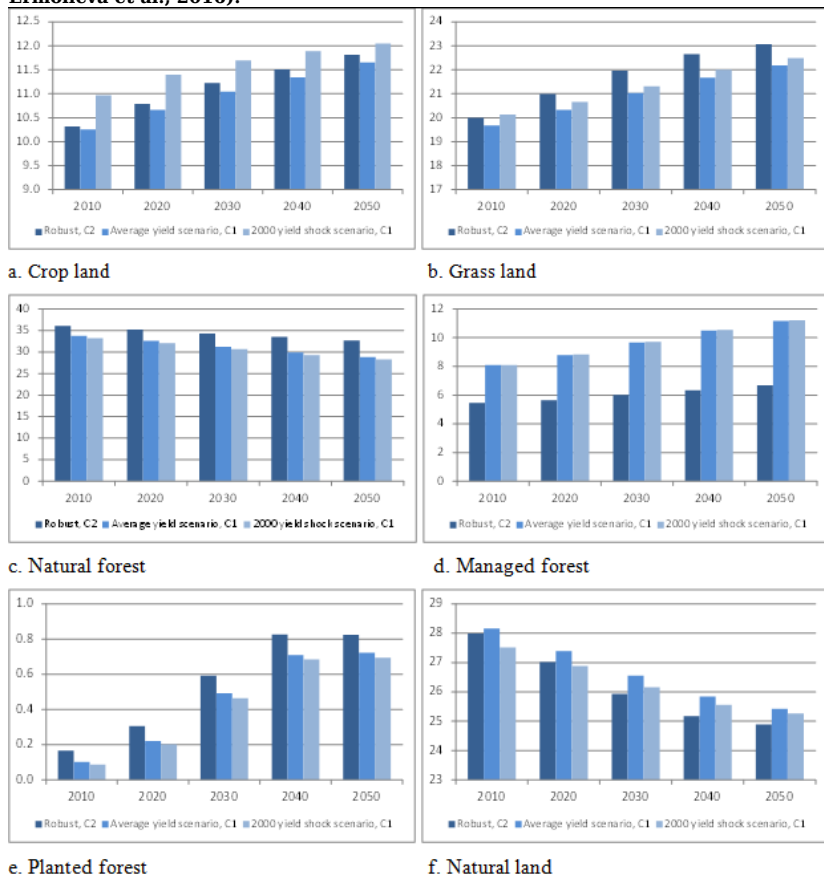 et al., 2016).
12.5
12.0
11.5
11.0
10.5
10.0
9.5
9.0
2010 2020 2030 2040 2050
Robust, C2 Average yield scenario, C1 2000 yield shock scenario, C1
a. Crop land
24
23
22
21
20
19
18
17
2010 2020 2030 2040 2050
Robust, C2 Average yield scenario, C1 2000 yield shock scenario, C1
b. Grass land
40
35
30
25
20
15
10
5
0
2010 2020 2030 2040 2050
Robust, C2 Average yield scenario, C1 2000 yield shock scenario, C1
c. Natural forest
12
10
8
6
4
2
0
2010 2020 2030 2040 2050
Robust, C2 Average yield scenario, C1 2000 yield shock scenario, C1
d. Managed forest
1.0
0.8
0.6
0.4
0.2
0.0
2010 2020 2030 2040 2050
Robust, C2 Average yield scenario, C1 2000 yield shock scenario, C1
e. Planted forest
29
28
27
26
25
24
23
2010 2020 2030 2040 2050
Robust, C2 Average yield scenario, C1 2000 yield shock scenario, C1
f. Natural land